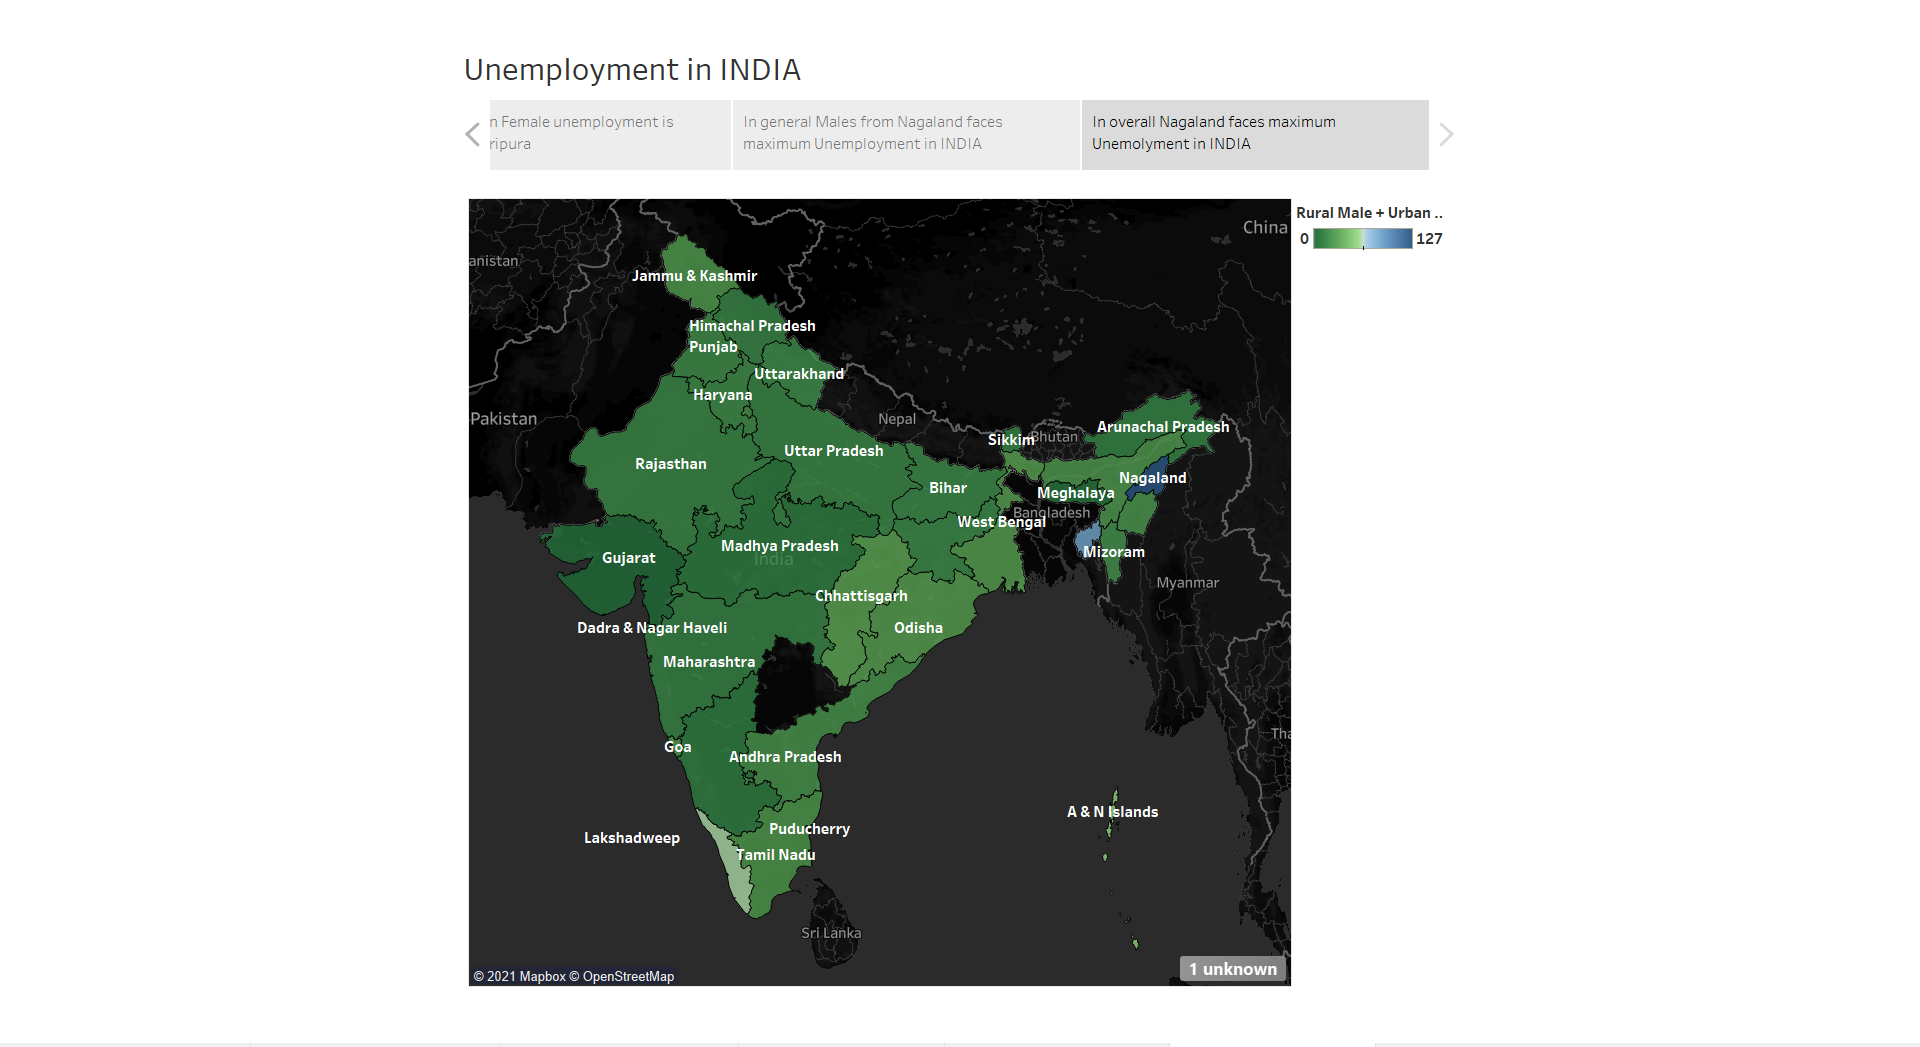 Unemployment in INDIA
n Female unemployment is
ripura
In general Males from Nagaland faces
maximum Unemployment in INDIA
In overall Nagaland faces maximum
Unemolyment in INDIA
Rural Male + Urban ..
0 127
China
anistan
Jammu & Kashmir
Himachal Pradesh
Punjab
Uttarakhand
Haryana
Pakistan
Nepal
Arunachal Pradesh
Sikkim
Bhutan
Uttar Pradesh
Rajasthan
Nagaland
Bihar
Meghalaya
Bangladesh
West Bengal
Madhya Pradesh
Mizoram
Gujarat
India
Myanmar
Chhattisgarh
Dadra & Nagar Haveli
Odisha
Maharashtra
Tha
Goa
Andhra Pradesh
A & N Islands
Puducherry
Lakshadweep
Tamil Nadu
Sri Lanka
1 unknown
© 2021 Mapbox © OpenStreetMap